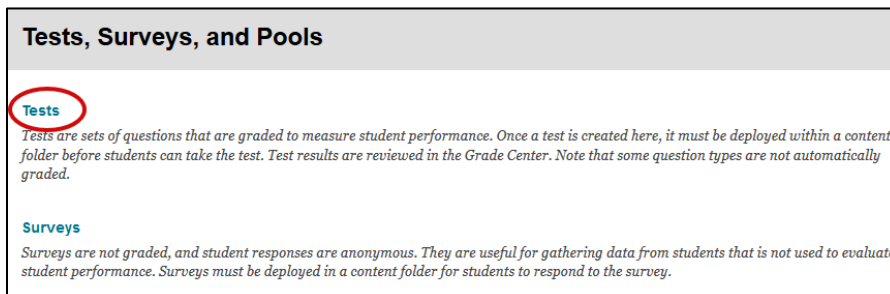 Tests, Surveys, and Pools
Tests
Tests are sets of questions that are graded to measure student performance. Once a test is created here, it must be deployed within a content
folder before students can take the test. Test results are reviewed in the Grade Center. Note that some question types are not automatically
graded.
Surveys
Surveys are not graded, and student responses are anonymous. They are useful for gathering data from students that is not used to evaluate
student performance. Surveys must be deployed in a content folder for students to respond to the survey.